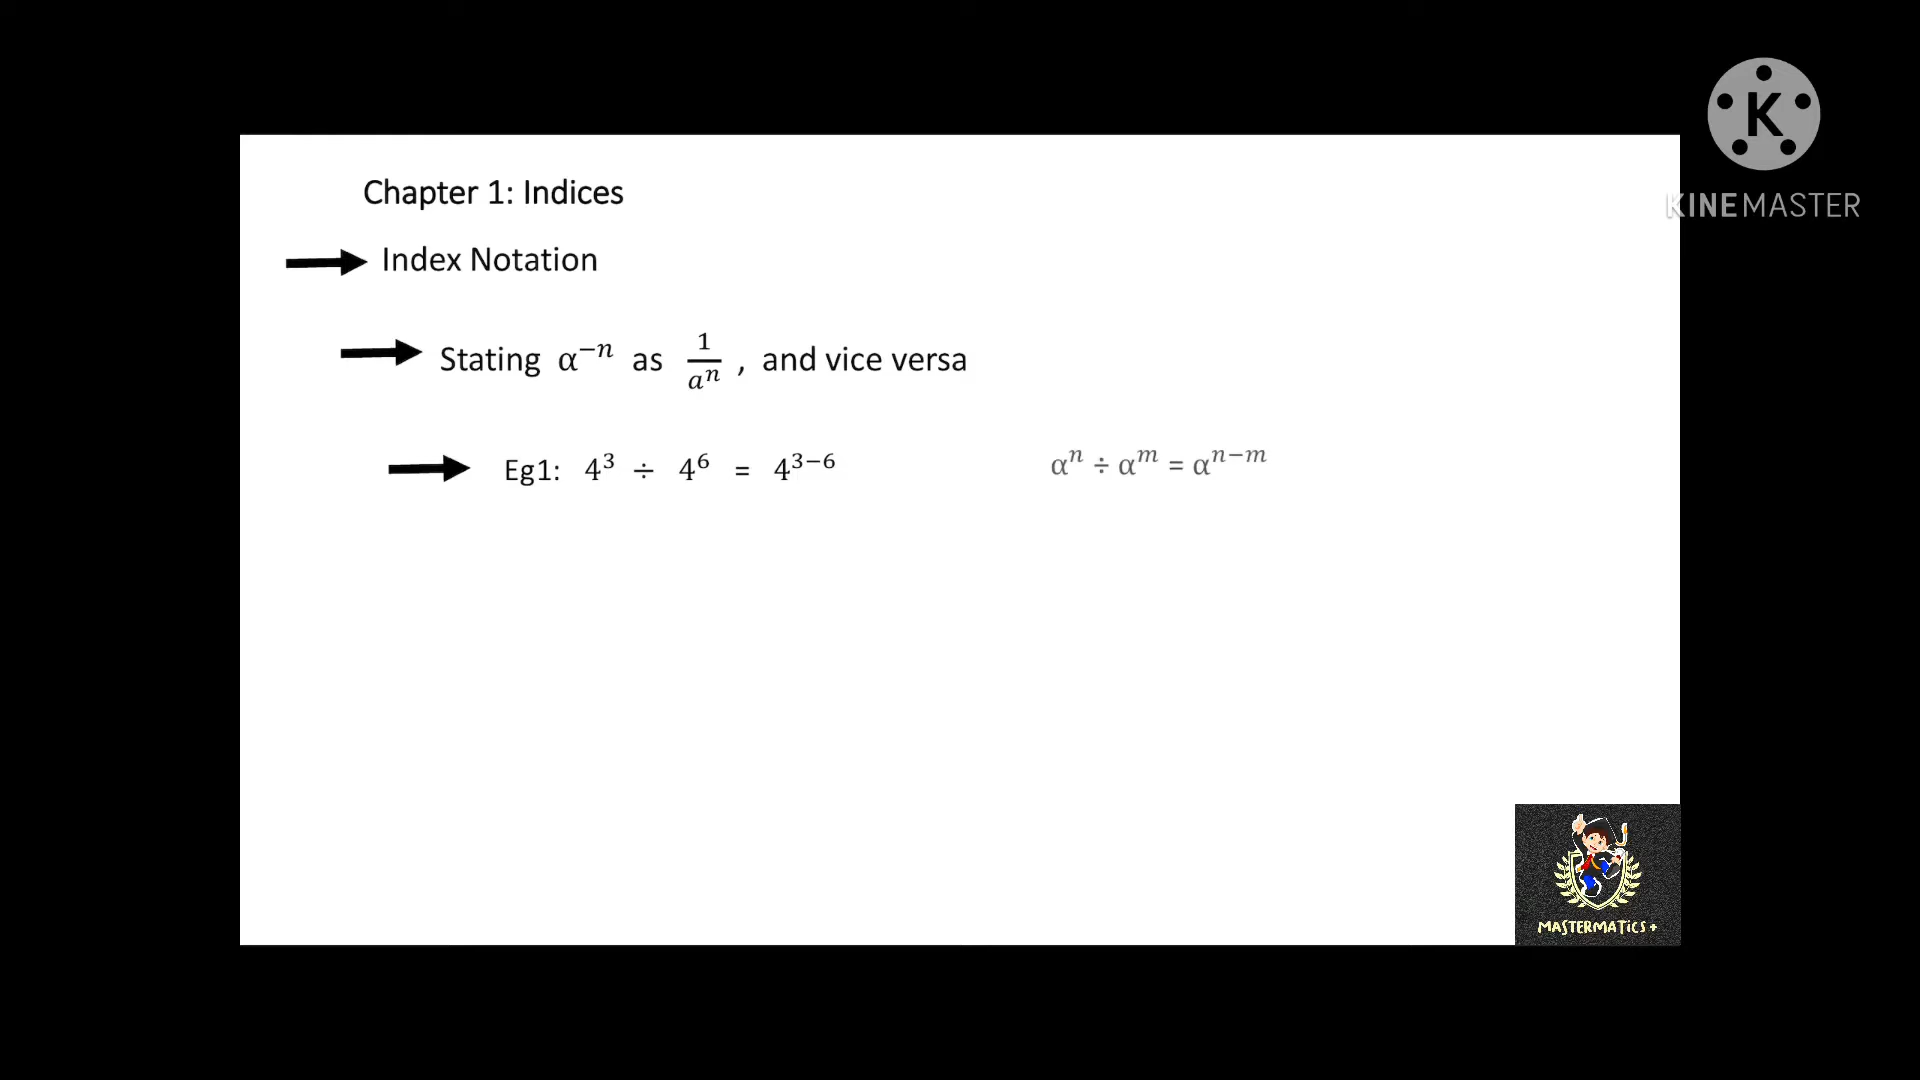 K
KINEMASTER
Chapter 1: Indices
Index Notation
Stating α⁻ⁿ as 1/aⁿ , and vice versa
Eg1: 4³ ÷ 4⁶ = 4³⁻⁶
αⁿ ÷ αᵐ = αⁿ⁻ᵐ
MASTERMATiCS+